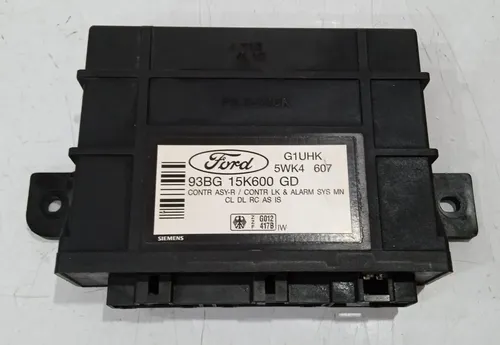 Ford
G1UHK
5WK4 607
93BG 15K600 GD
CONTR ASY-R / CONTR LK & ALARM SYS MN
CL DL RC AS IS
G012
417B IW
SIEMENS